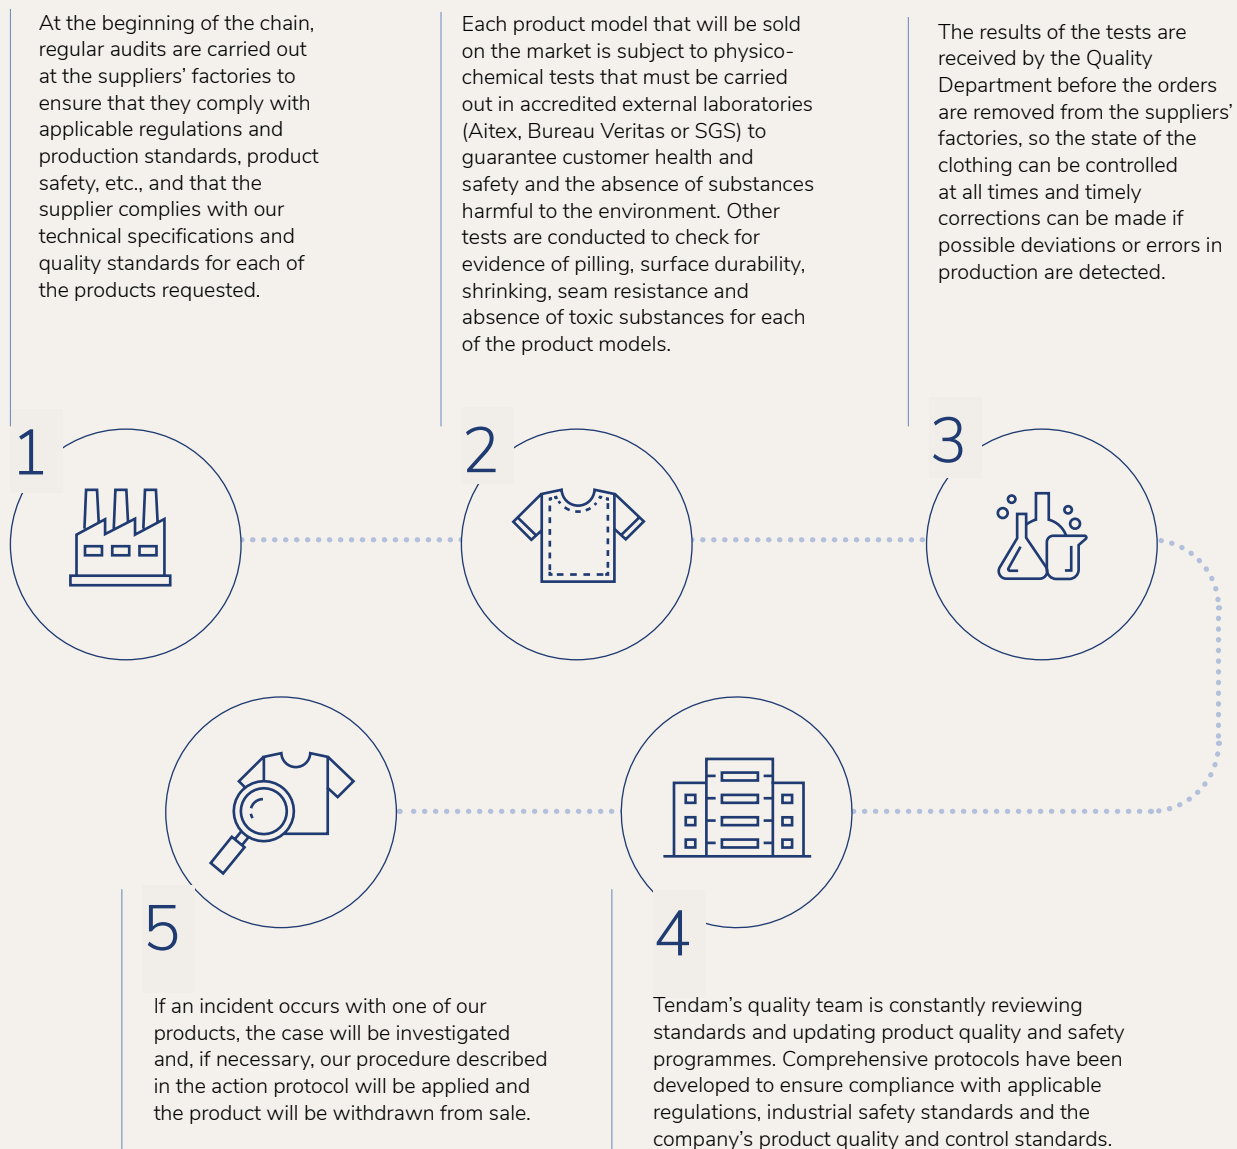 At the beginning of the chain,
regular audits are carried out
at the suppliers’ factories to
ensure that they comply with
applicable regulations and
production standards, product
safety, etc., and that the
supplier complies with our
technical specifications and
quality standards for each of
the products requested.
1
Each product model that will be sold
on the market is subject to physico-
chemical tests that must be carried
out in accredited external laboratories
(Aitex, Bureau Veritas or SGS) to
guarantee customer health and
safety and the absence of substances
harmful to the environment. Other
tests are conducted to check for
evidence of pilling, surface durability,
shrinking, seam resistance and
absence of toxic substances for each
of the product models.
2
The results of the tests are
received by the Quality
Department before the orders
are removed from the suppliers’
factories, so the state of the
clothing can be controlled
at all times and timely
corrections can be made if
possible deviations or errors in
production are detected.
3
4
Tendam’s quality team is constantly reviewing
standards and updating product quality and safety
programmes. Comprehensive protocols have been
developed to ensure compliance with applicable
regulations, industrial safety standards and the
company’s product quality and control standards.
5
If an incident occurs with one of our
products, the case will be investigated
and, if necessary, our procedure described
in the action protocol will be applied and
the product will be withdrawn from sale.